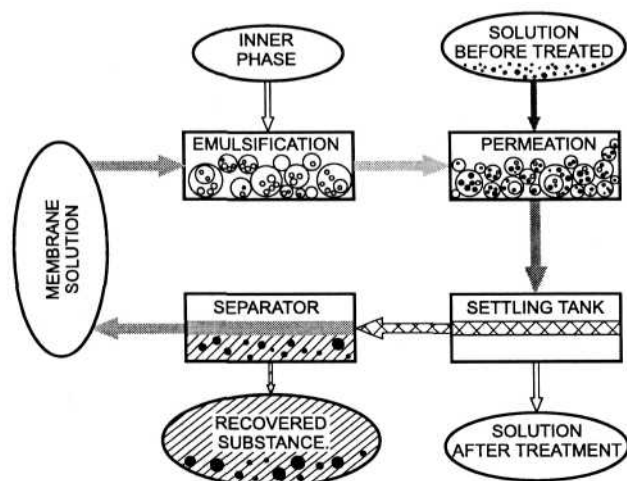 INNER
PHASE
SOLUTION
BEFORE TREATED
EMULSIFICATION
PERMEATION
MEMBRANE
SOLUTION
SEPARATOR
SETTLING TANK
RECOVERED
SUBSTANCE.
SOLUTION
AFTER TREATMENT